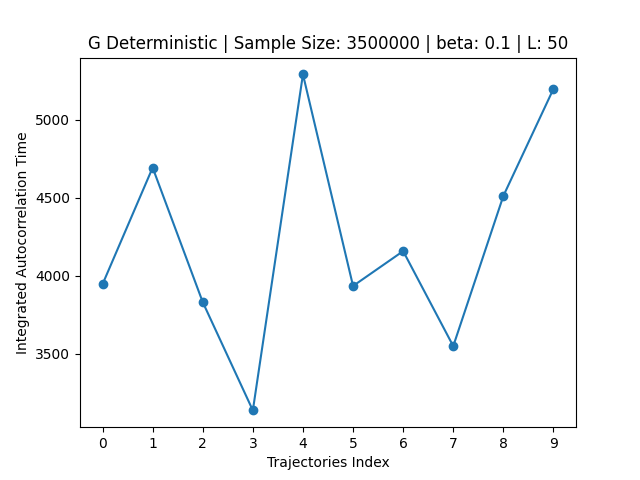 G Deterministic | Sample Size: 3500000 | beta: 0.1 | L: 50
Integrated Autocorrelation Time
5000
4500
4000
3500
0 1 2 3 4 5 6 7 8 9
Trajectories Index